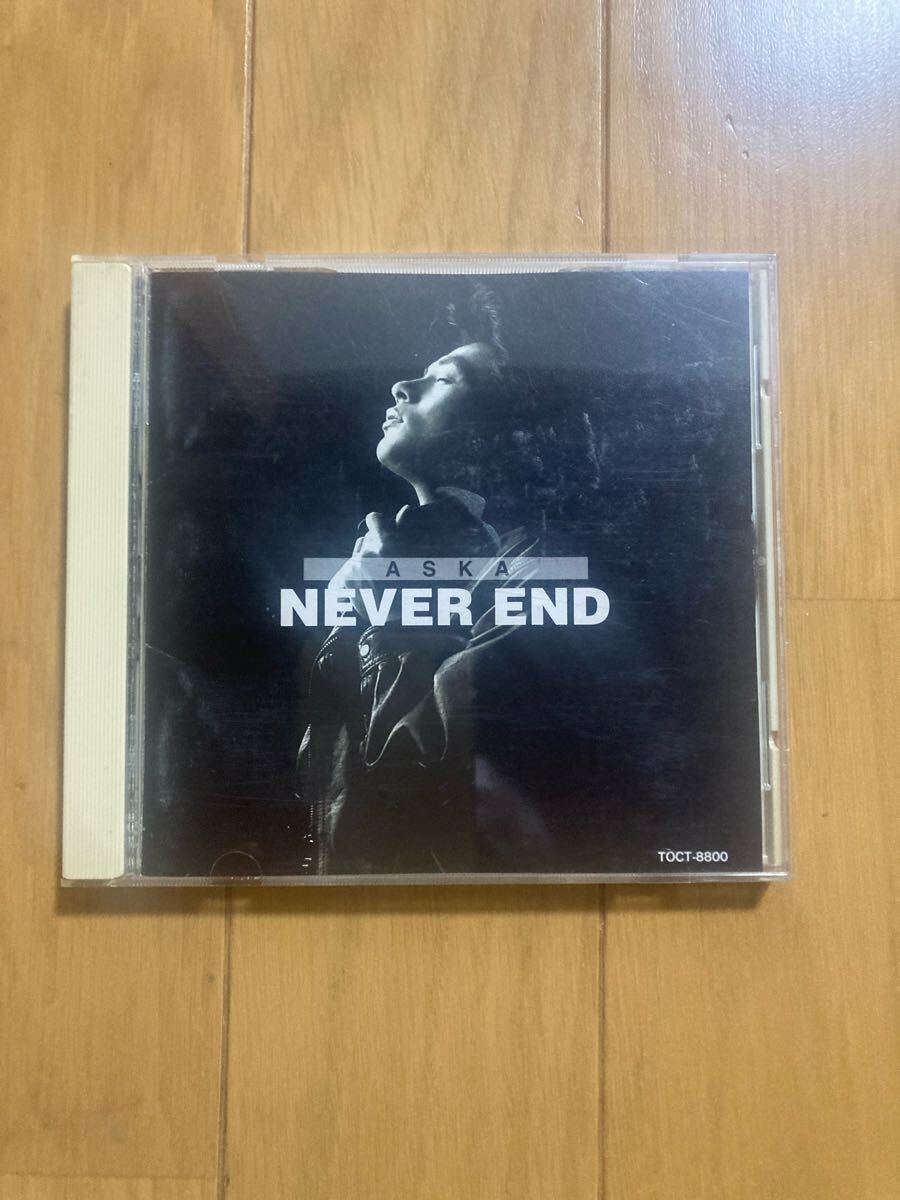 ASKA
NEVER END
TOCT-8800